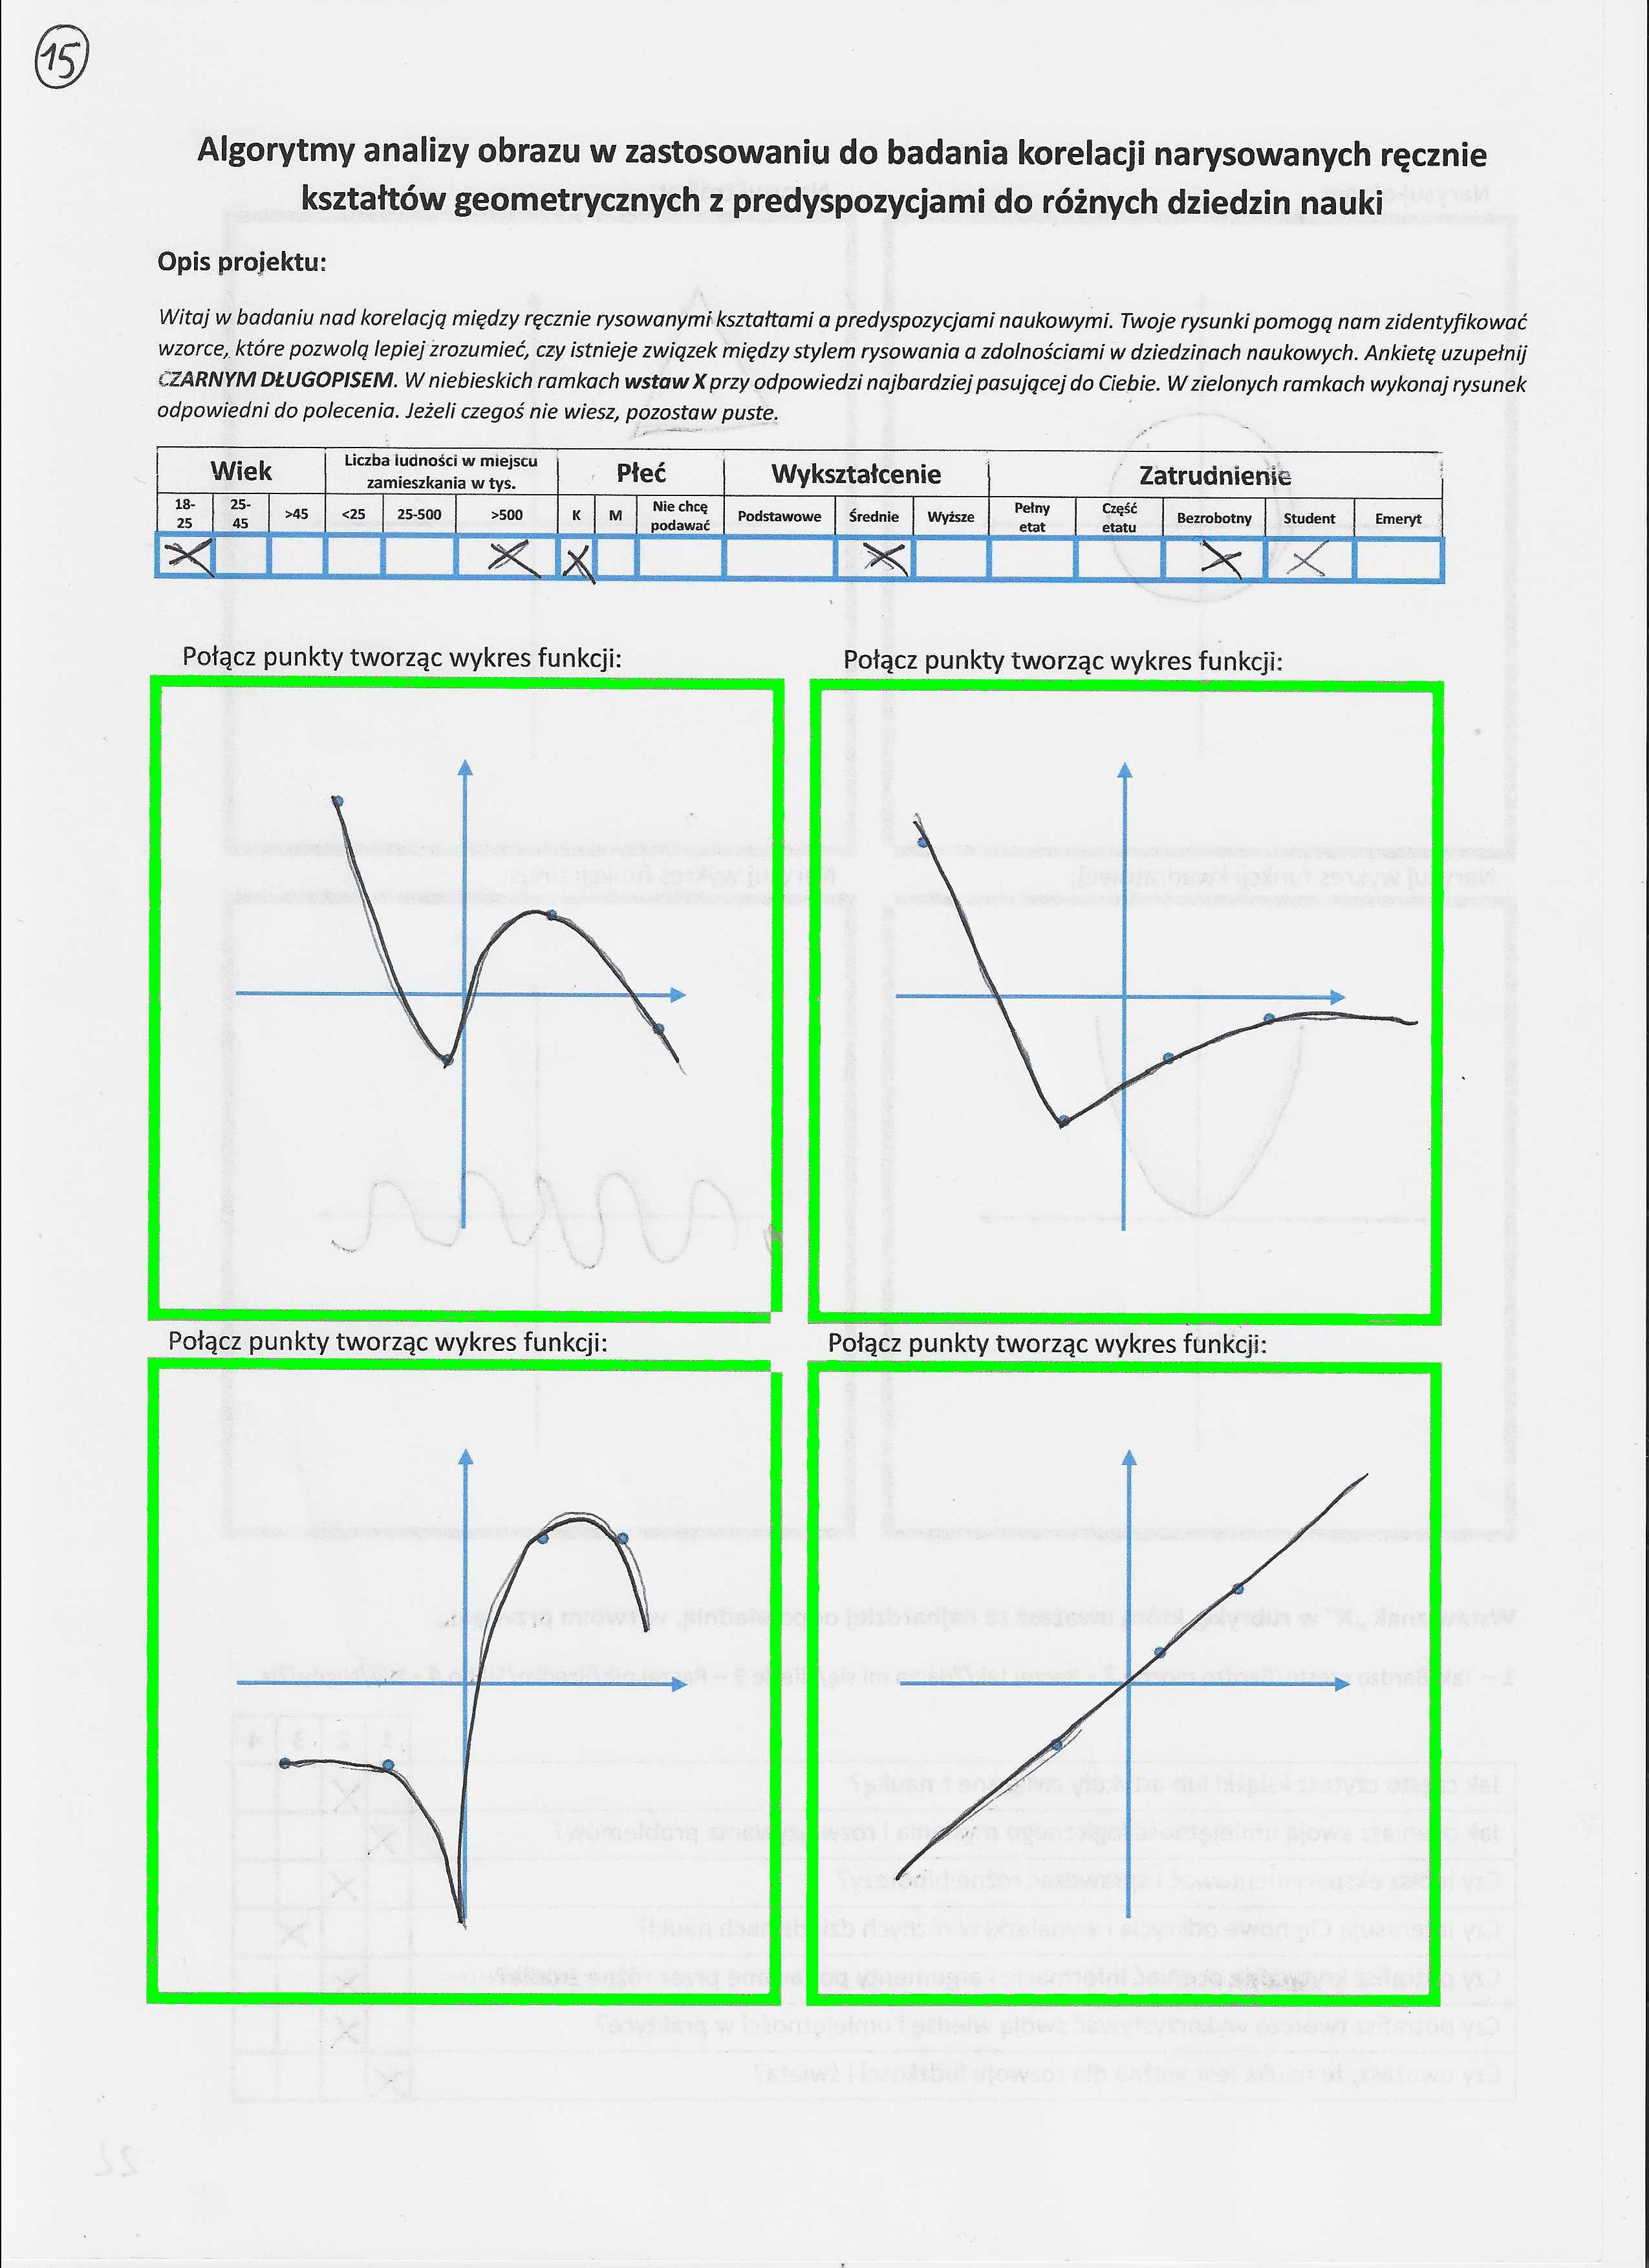 15
Algorytmy analizy obrazu w zastosowaniu do badania korelacji narysowanych ręcznie
kształtów geometrycznych z predyspozycjami do różnych dziedzin nauki
Opis projektu:
Witaj w badaniu nad korelacją między ręcznie rysowanymi kształtami a predyspozycjami naukowymi. Twoje rysunki pomogą nam zidentyfikować
wzorce, które pozwolą lepiej zrozumieć, czy istnieje związek między stylem rysowania a zdolnościami w dziedzinach naukowych. Ankietę uzupełnij
CZARNYM DŁUGOPISEM. W niebieskich ramkach wstaw X przy odpowiedzi najbardziej pasującej do Ciebie. W zielonych ramkach wykonaj rysunek
odpowiedni do polecenia. Jeżeli czegoś nie wiesz, pozostaw puste.
Wiek Liczba ludności w miejscu zamieszkania w tys. Płeć Wykształcenie Zatrudnienie
18-25 25-45 >45 <25 25-500 >500 K M Nie chcę podawać Podstawowe Średnie Wyższe Pełny etat Część etatu Bezrobotny Student Emeryt
X X X X X X
Połącz punkty tworząc wykres funkcji: Połącz punkty tworząc wykres funkcji:
Połącz punkty tworząc wykres funkcji: Połącz punkty tworząc wykres funkcji: